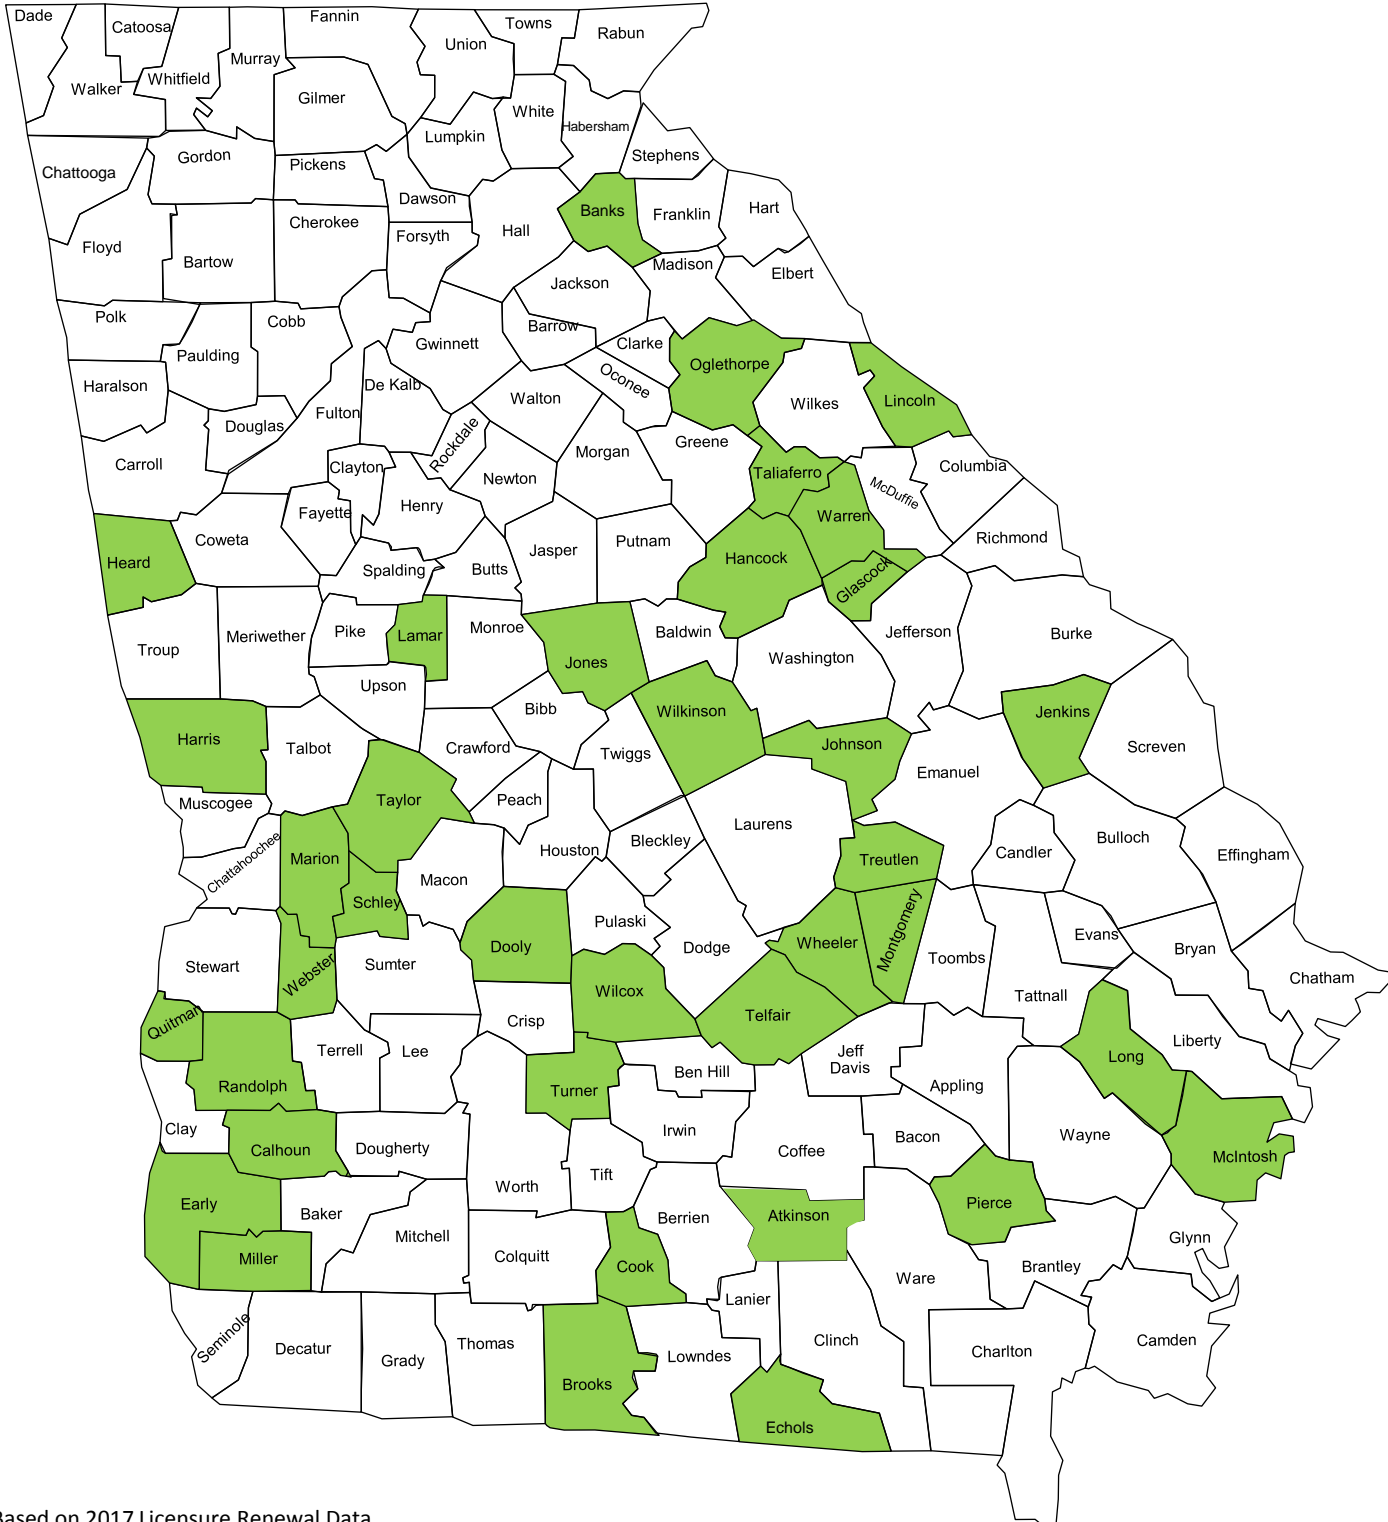 Dade
Catoosa
Fannin
Towns
Rabun
Union
Murray
Whitfield
Walker
Gilmer
White
Habersham
Lumpkin
Stephens
Gordon
Pickens
Chattooga
Dawson
Banks
Franklin
Hart
Cherokee
Forsyth
Hall
Floyd
Bartow
Madison
Elbert
Jackson
Polk
Cobb
Barrow
Clarke
Gwinnett
Paulding
Oglethorpe
Haralson
De Kalb
Oconee
Walton
Wilkes
Lincoln
Fulton
Douglas
Rockdale
Greene
Morgan
Carroll
Clayton
Newton
Taliaferro
Columbia
McDuffie
Henry
Fayette
Warren
Coweta
Putnam
Richmond
Jasper
Heard
Spalding
Butts
Hancock
Glascock
Pike
Lamar
Monroe
Baldwin
Jefferson
Burke
Meriwether
Troup
Jones
Washington
Upson
Bibb
Wilkinson
Jenkins
Harris
Talbot
Crawford
Twiggs
Johnson
Screven
Emanuel
Taylor
Peach
Muscogee
Laurens
Bleckley
Bulloch
Houston
Chattahoochee
Marion
Treutlen
Candler
Effingham
Macon
Schley
Pulaski
Montgomery
Dooly
Dodge
Wheeler
Evans
Bryan
Stewart
Webster
Sumter
Toombs
Chatham
Wilcox
Tattnall
Quitman
Crisp
Telfair
Terrell
Lee
Jeff
Davis
Liberty
Long
Randolph
Turner
Ben Hill
Appling
Clay
Calhoun
Dougherty
Irwin
Coffee
Bacon
Wayne
McIntosh
Worth
Tift
Early
Baker
Berrien
Atkinson
Pierce
Mitchell
Glynn
Miller
Colquitt
Cook
Ware
Brantley
Lanier
Seminole
Decatur
Grady
Thomas
Lowndes
Clinch
Charlton
Camden
Brooks
Echols
Based on 2017 Licensure Renewal Data